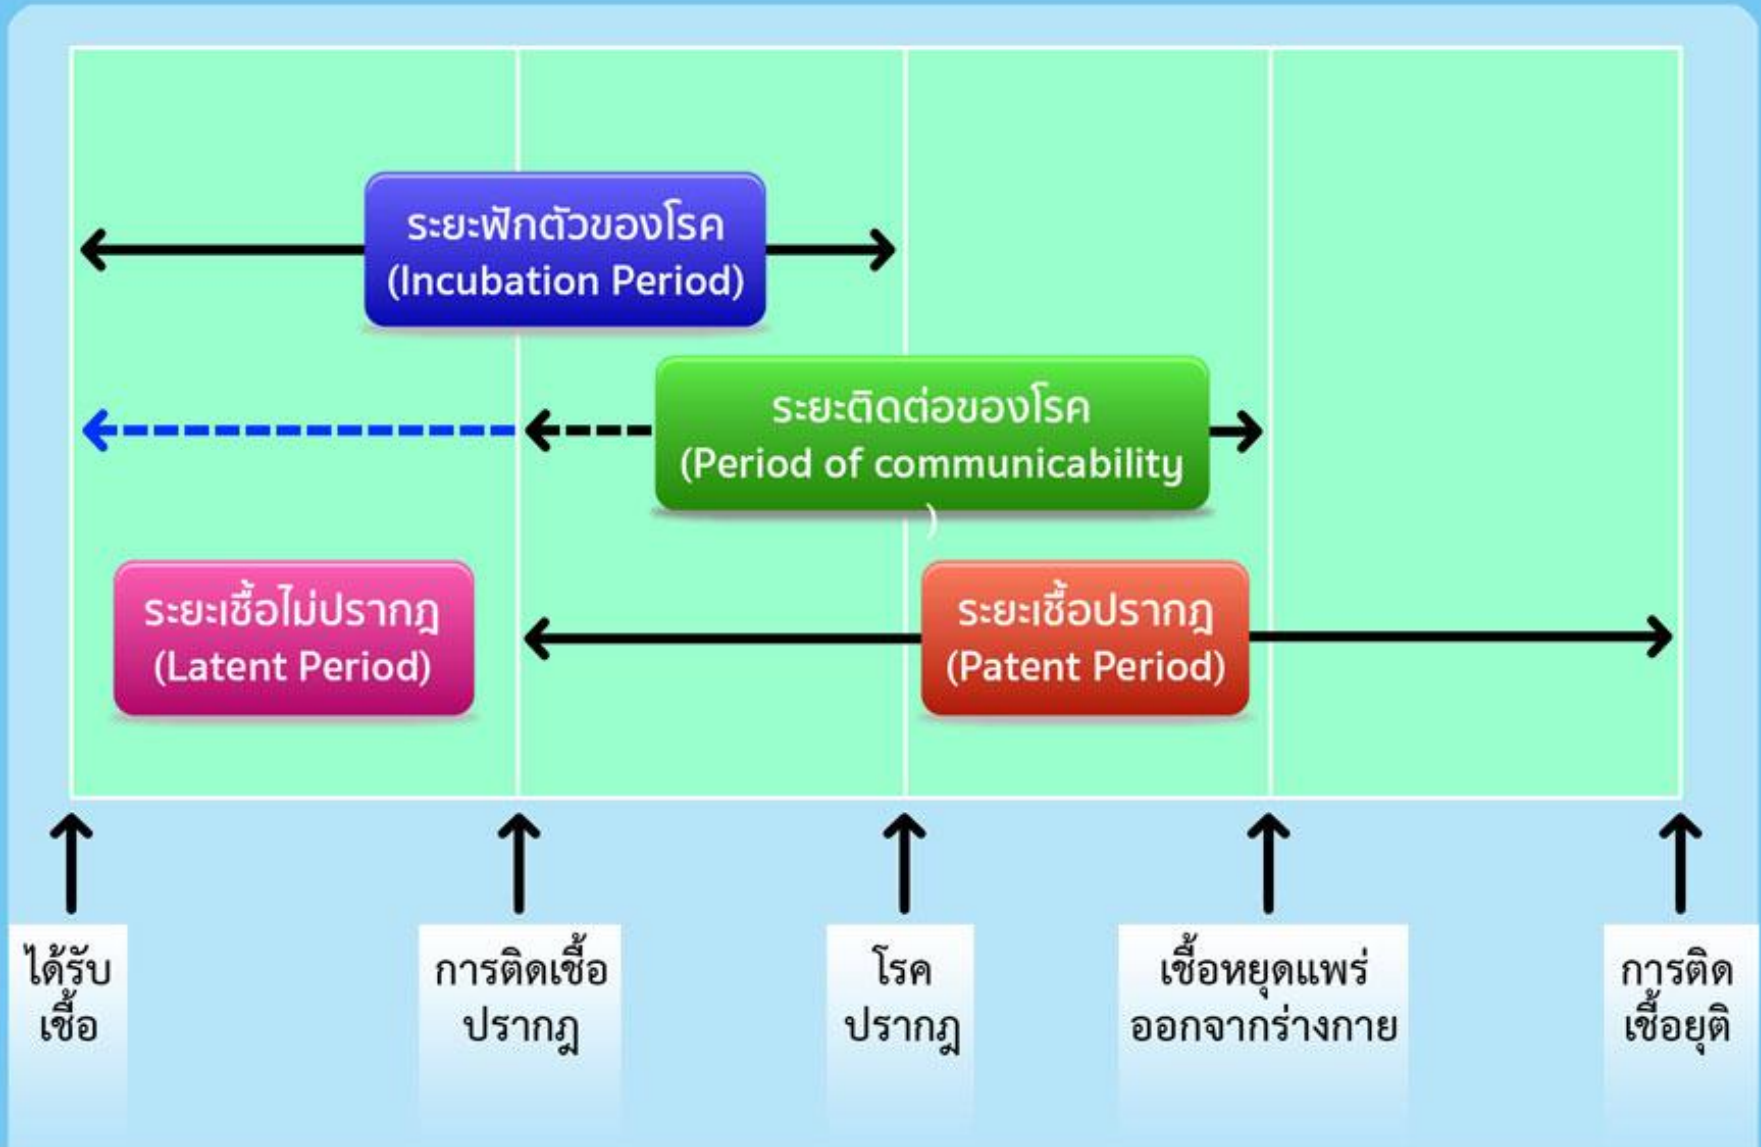 ระยะฟักตัวของโรค
(Incubation Period)
ระยะติดต่อของโรค
(Period of communicability
)
ระยะเชื้อไม่ปรากฎ
(Latent Period)
ระยะเชื้อปรากฎ
(Patent Period)
ได้รับ
เชื้อ
การติดเชื้อ
ปรากฎ
โรค
ปรากฎ
เชื้อหยุดแพร่
ออกจากร่างกาย
การติด
เชื้อยุติ